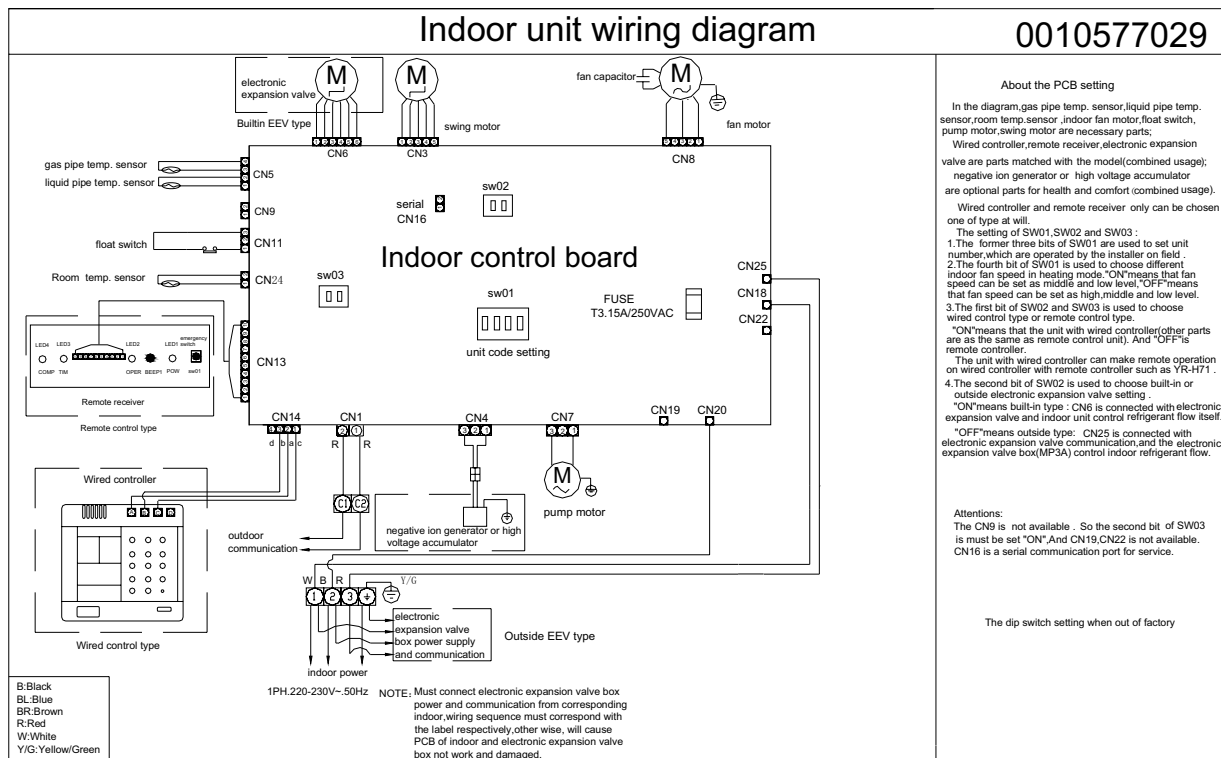 Indoor unit wiring diagram
0010577029
electronic
expansion valve
Builtin EEV type
M
M
swing motor
fan capacitor
M
fan motor
CN6
CN3
CN8
gas pipe temp. sensor
liquid pipe temp. sensor
CN5
CN9
float switch
CN11
Room temp. sensor
CN24
serial
CN16
sw02
Indoor control board
sw03
sw01
unit code setting
FUSE
T3.15A/250VAC
CN25
CN18
CN22
CN13
LED4 LED3 LED2 LED1 emergency
switch
COMP TIM OPER BEEP1 POW sw01
Remote receiver
Remote control type
CN14
CN1
CN4
CN7
CN19
CN20
2 1
3 2 1
3 2 1
d b a c
R R
Wired controller
C1 C2
outdoor
communication
negative ion generator or high
voltage accumulator
M
pump motor
W B R Y/G
1 2 3
electronic
expansion valve
box power supply
and communication
Outside EEV type
Wired control type
indoor power
1PH.220-230V~.50Hz
NOTE: Must connect electronic expansion valve box
power and communication from corresponding
indoor,wiring sequence must correspond with
the label respectively,other wise, will cause
PCB of indoor and electronic expansion valve
box not work and damaged.
B:Black
BL:Blue
BR:Brown
R:Red
W:White
Y/G:Yellow/Green
About the PCB setting
In the diagram,gas pipe temp. sensor,liquid pipe temp.
sensor,room temp.sensor ,indoor fan motor,float switch,
pump motor,swing motor are necessary parts;
Wired controller,remote receiver,electronic expansion
valve are parts matched with the model(combined usage);
negative ion generator or high voltage accumulator
are optional parts for health and comfort (combined usage).
Wired controller and remote receiver only can be chosen
one of type at will.
The setting of SW01,SW02 and SW03 :
1.The former three bits of SW01 are used to set unit
number,which are operated by the installer on field .
2.The fourth bit of SW01 is used to choose different
indoor fan speed in heating mode."ON"means that fan
speed can be set as middle and low level,"OFF"means
that fan speed can be set as high,middle and low level.
3.The first bit of SW02 and SW03 is used to choose
wired control type or remote control type.
"ON"means that the unit with wired controller(other parts
are as the same as remote control unit). And "OFF"is
remote controller.
The unit with wired controller can make remote operation
on wired controller with remote controller such as YR-H71 .
4.The second bit of SW02 is used to choose built-in or
outside electronic expansion valve setting .
"ON"means built-in type : CN6 is connected with electronic
expansion valve and indoor unit control refrigerant flow itself.
"OFF"means outside type: CN25 is connected with
electronic expansion valve communication,and the electronic
expansion valve box(MP3A) control indoor refrigerant flow.
Attentions:
The CN9 is not available . So the second bit of SW03
is must be set "ON",And CN19,CN22 is not available.
CN16 is a serial communication port for service.
The dip switch setting when out of factory